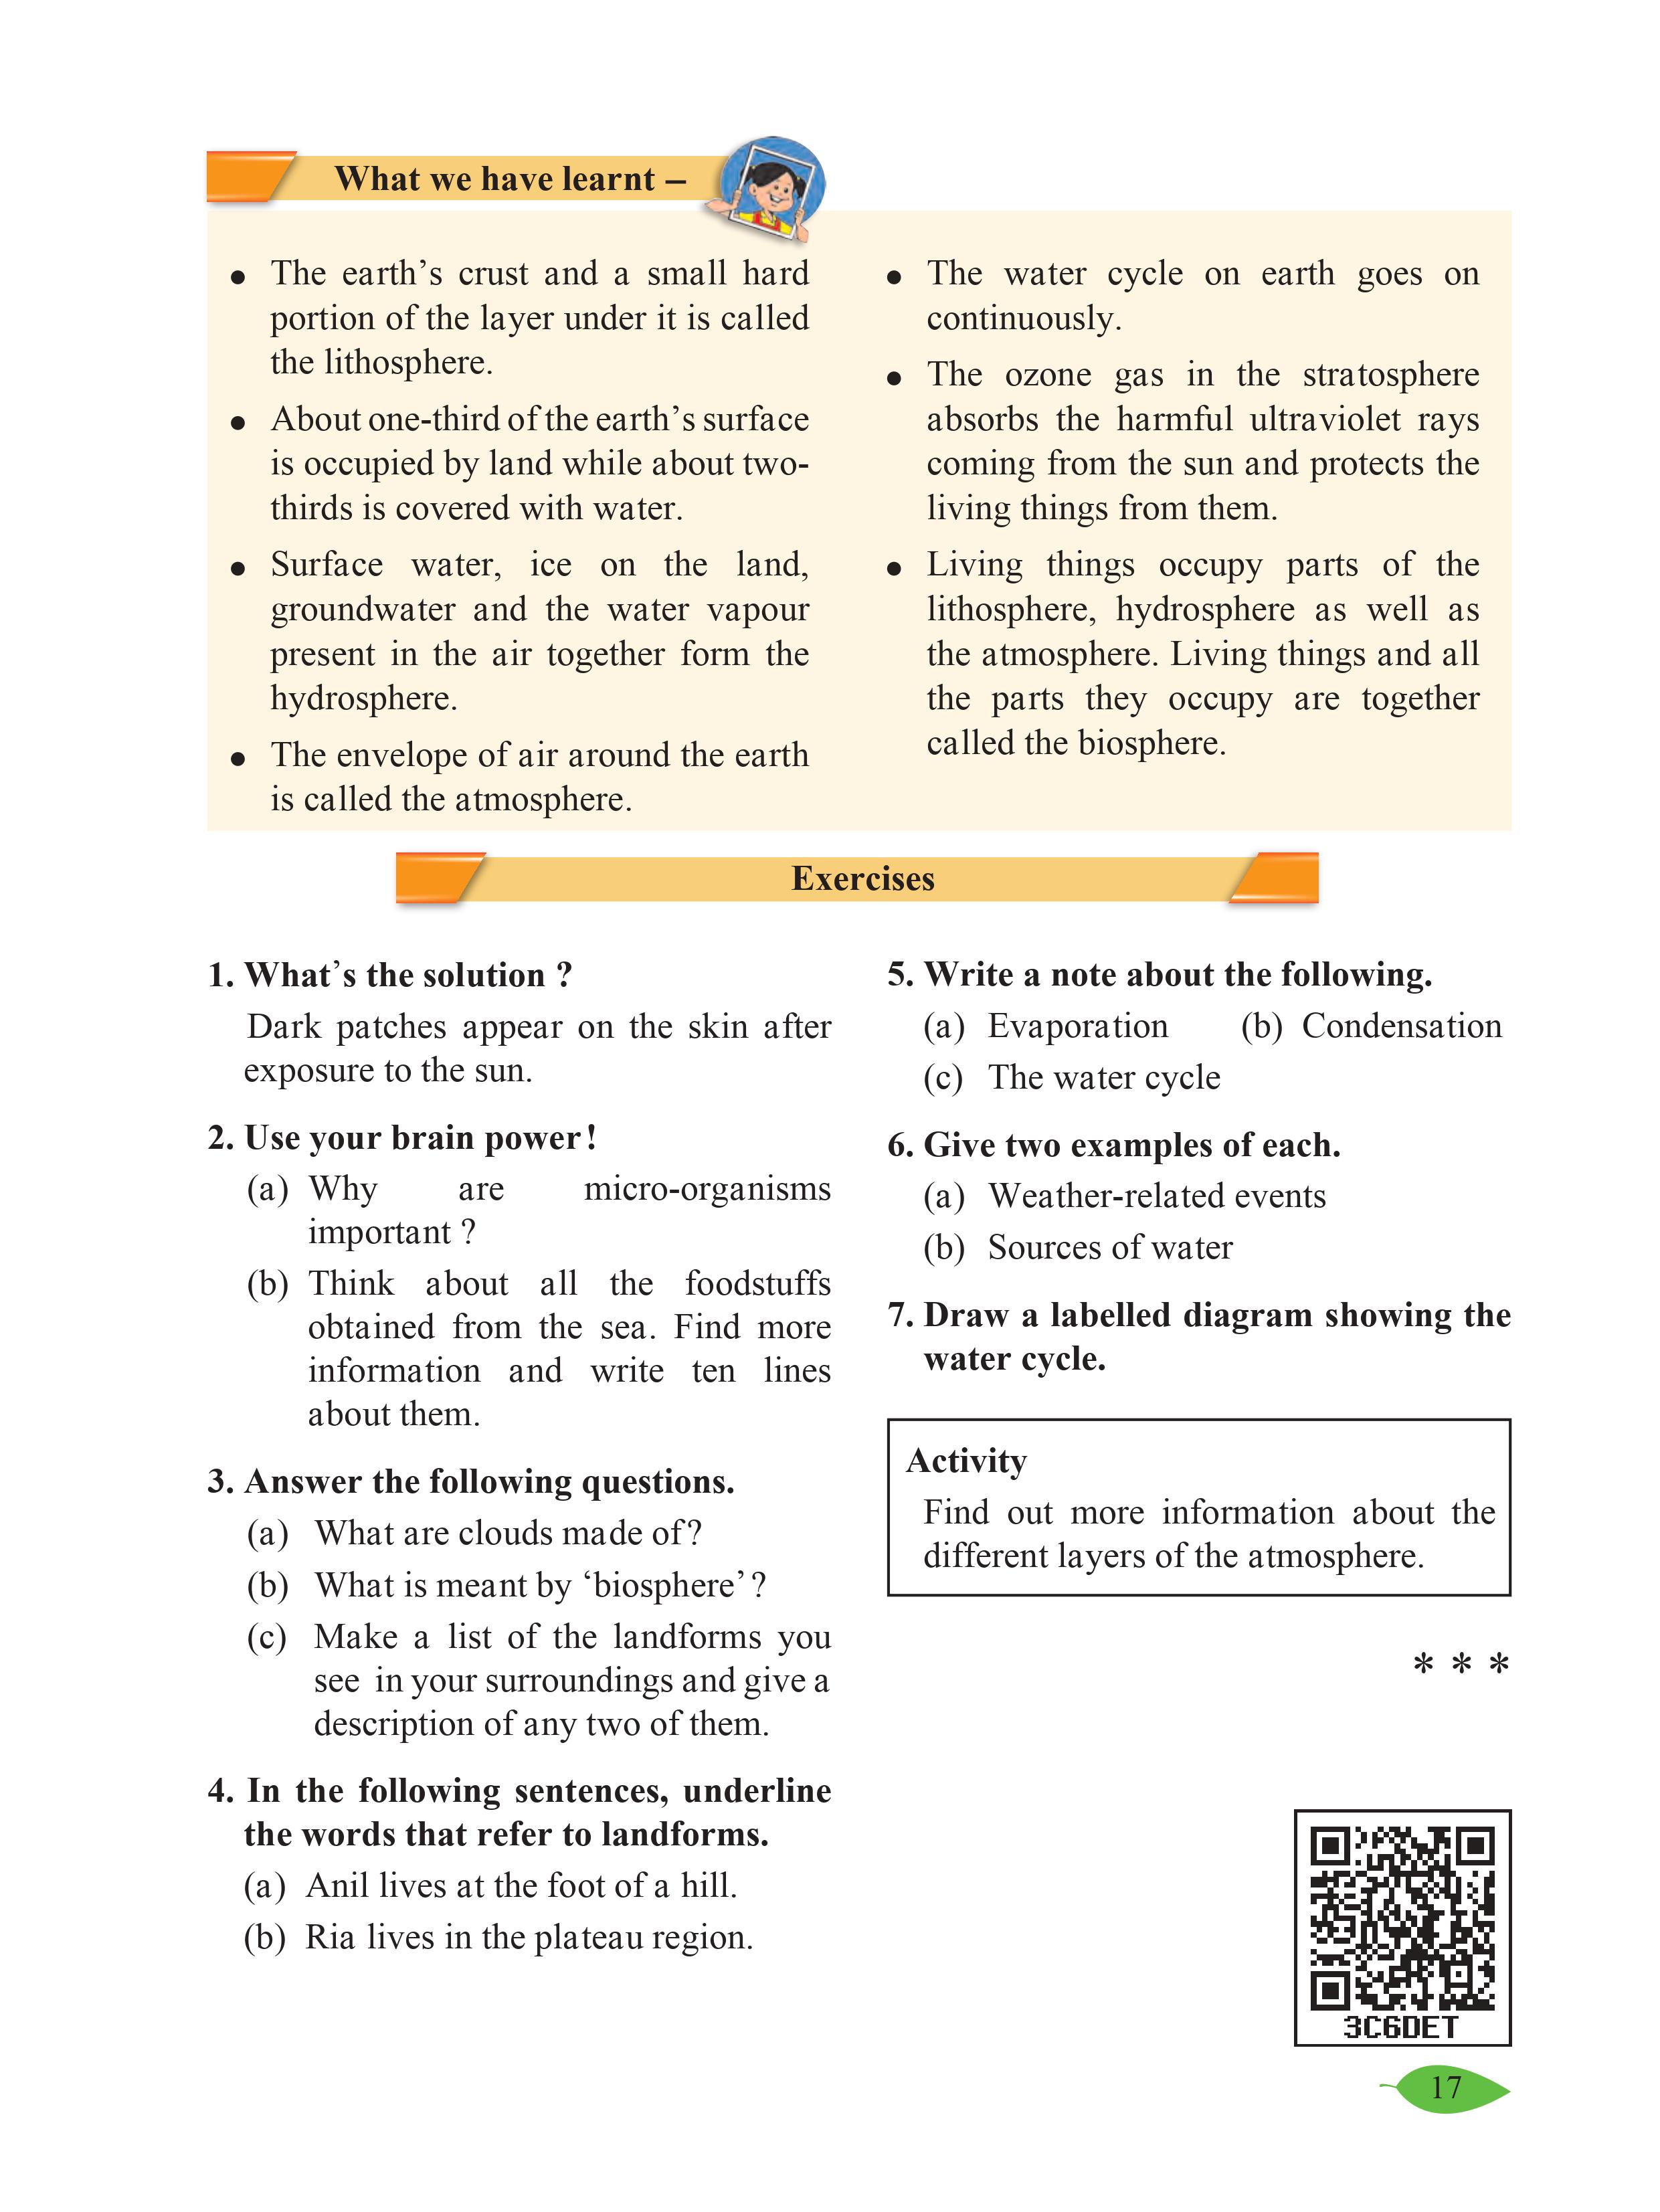 What we have learnt –
● The earth’s crust and a small hard
portion of the layer under it is called
the lithosphere.
● About one-third of the earth’s surface
is occupied by land while about two-
thirds is covered with water.
● Surface water, ice on the land,
groundwater and the water vapour
present in the air together form the
hydrosphere.
● The envelope of air around the earth
is called the atmosphere.
● The water cycle on earth goes on
continuously.
● The ozone gas in the stratosphere
absorbs the harmful ultraviolet rays
coming from the sun and protects the
living things from them.
● Living things occupy parts of the
lithosphere, hydrosphere as well as
the atmosphere. Living things and all
the parts they occupy are together
called the biosphere.
Exercises
1. What’s the solution ?
Dark patches appear on the skin after
exposure to the sun.
2. Use your brain power!
(a) Why are micro-organisms
important ?
(b) Think about all the foodstuffs
obtained from the sea. Find more
information and write ten lines
about them.
3. Answer the following questions.
(a) What are clouds made of?
(b) What is meant by ‘biosphere’?
(c) Make a list of the landforms you
see in your surroundings and give a
description of any two of them.
4. In the following sentences, underline
the words that refer to landforms.
(a) Anil lives at the foot of a hill.
(b) Ria lives in the plateau region.
5. Write a note about the following.
(a) Evaporation (b) Condensation
(c) The water cycle
6. Give two examples of each.
(a) Weather-related events
(b) Sources of water
7. Draw a labelled diagram showing the
water cycle.
Activity
Find out more information about the
different layers of the atmosphere.
* * *
3C6DET
17